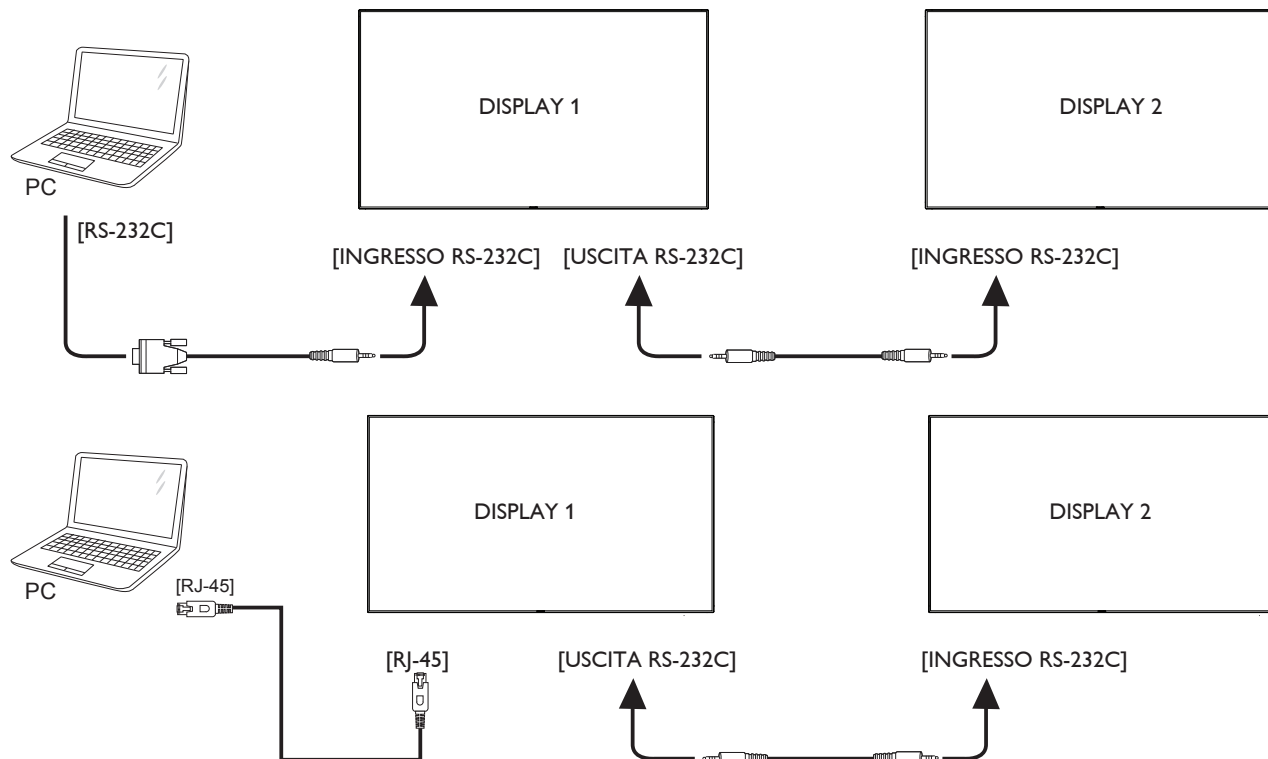 DISPLAY 1
DISPLAY 2
PC
[RS-232C]
[INGRESSO RS-232C]
[USCITA RS-232C]
[INGRESSO RS-232C]
DISPLAY 1
DISPLAY 2
PC
[RJ-45]
[RJ-45]
[USCITA RS-232C]
[INGRESSO RS-232C]